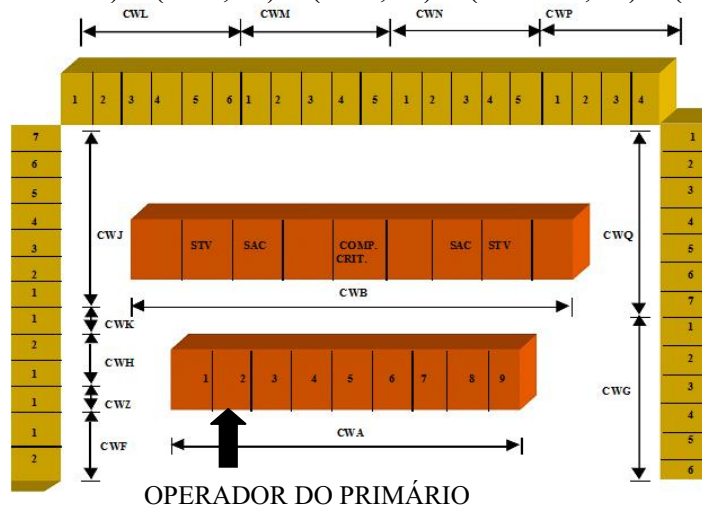 CWL CWM CWN CWP
1 2 3 4 5 6 1 2 3 4 5 1 2 3 4 5 1 2 3 4
7
6
5
4
3
2
1
1
2
1
1
1
2
CWJ
CWK
CWH
CWZ
CWF
STV SAC COMP. CRIT. SAC STV
CWB
1 2 3 4 5 6 7 8 9
CWA
CWQ
CWG
1
2
3
4
5
6
7
1
2
3
4
5
6
OPERADOR DO PRIMÁRIO